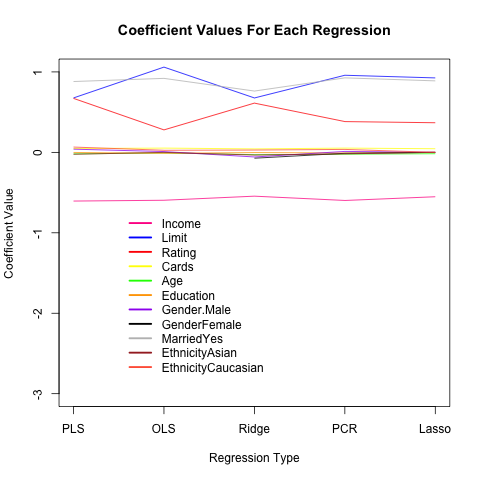 Coefficient Values For Each Regression
Coefficient Value
1
0
-1
-2
-3
Income
Limit
Rating
Cards
Age
Education
Gender.Male
GenderFemale
MarriedYes
EthnicityAsian
EthnicityCaucasian
PLS OLS Ridge PCR Lasso
Regression Type